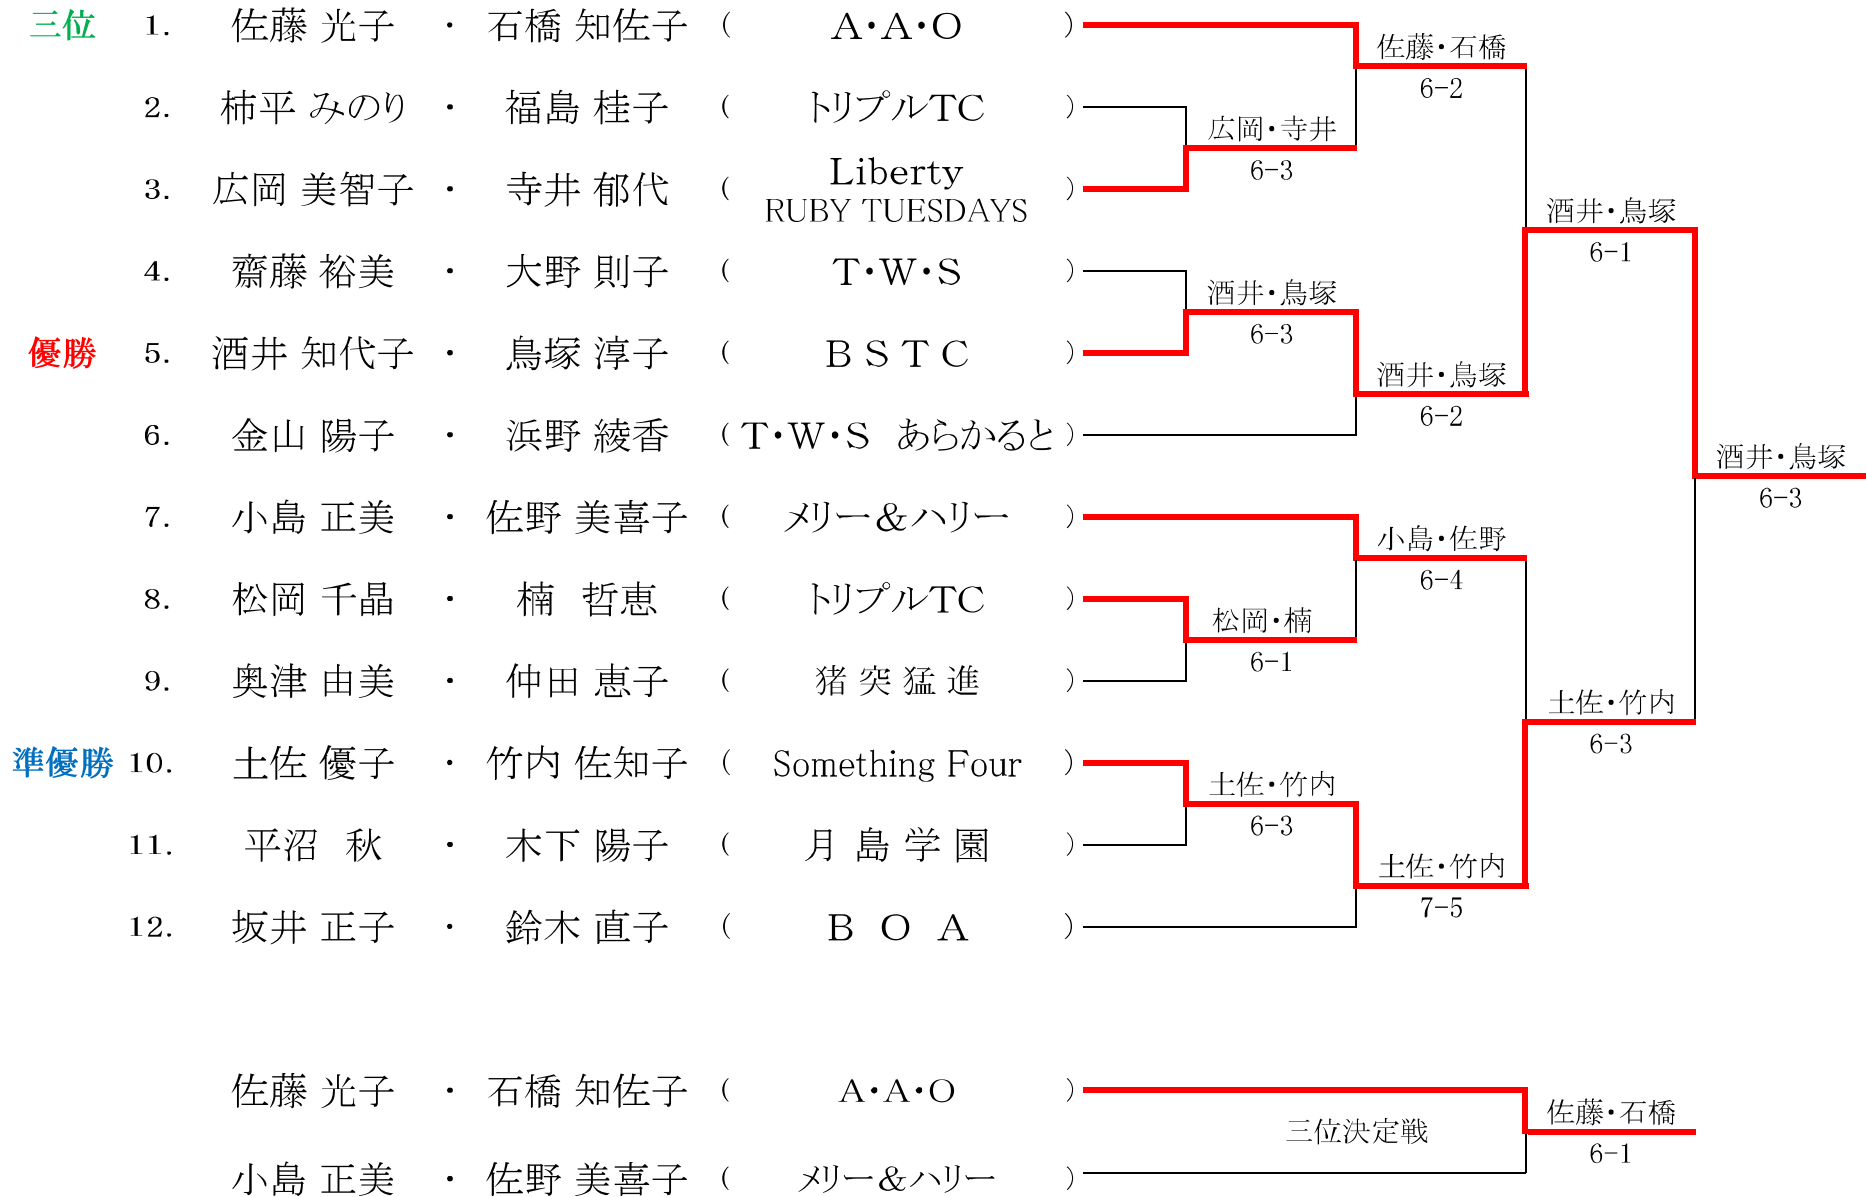 三位 1. 佐藤 光子 ・ 石橋 知佐子 ( A・A・O )
佐藤・石橋
6-2
2. 柿平 みのり ・ 福島 桂子 ( トリプルTC )
広岡・寺井
6-3
3. 広岡 美智子 ・ 寺井 郁代 ( Liberty
RUBY TUESDAYS )
酒井・鳥塚
6-1
4. 齋藤 裕美 ・ 大野 則子 ( T・W・S )
酒井・鳥塚
6-3
優勝 5. 酒井 知代子 ・ 鳥塚 淳子 ( B S T C )
酒井・鳥塚
6-2
6. 金山 陽子 ・ 浜野 綾香 ( T・W・S あらかると )
酒井・鳥塚
6-3
7. 小島 正美 ・ 佐野 美喜子 ( メリー&ハリー )
小島・佐野
6-4
8. 松岡 千晶 ・ 楠 哲恵 ( トリプルTC )
松岡・楠
6-1
9. 奥津 由美 ・ 仲田 恵子 ( 猪 突 猛 進 )
土佐・竹内
6-3
準優勝 10. 土佐 優子 ・ 竹内 佐知子 ( Something Four )
土佐・竹内
6-3
11. 平沼 秋 ・ 木下 陽子 ( 月 島 学 園 )
土佐・竹内
7-5
12. 坂井 正子 ・ 鈴木 直子 ( B O A )
佐藤 光子 ・ 石橋 知佐子 ( A・A・O )
佐藤・石橋
三位決定戦
6-1
小島 正美 ・ 佐野 美喜子 ( メリー&ハリー )